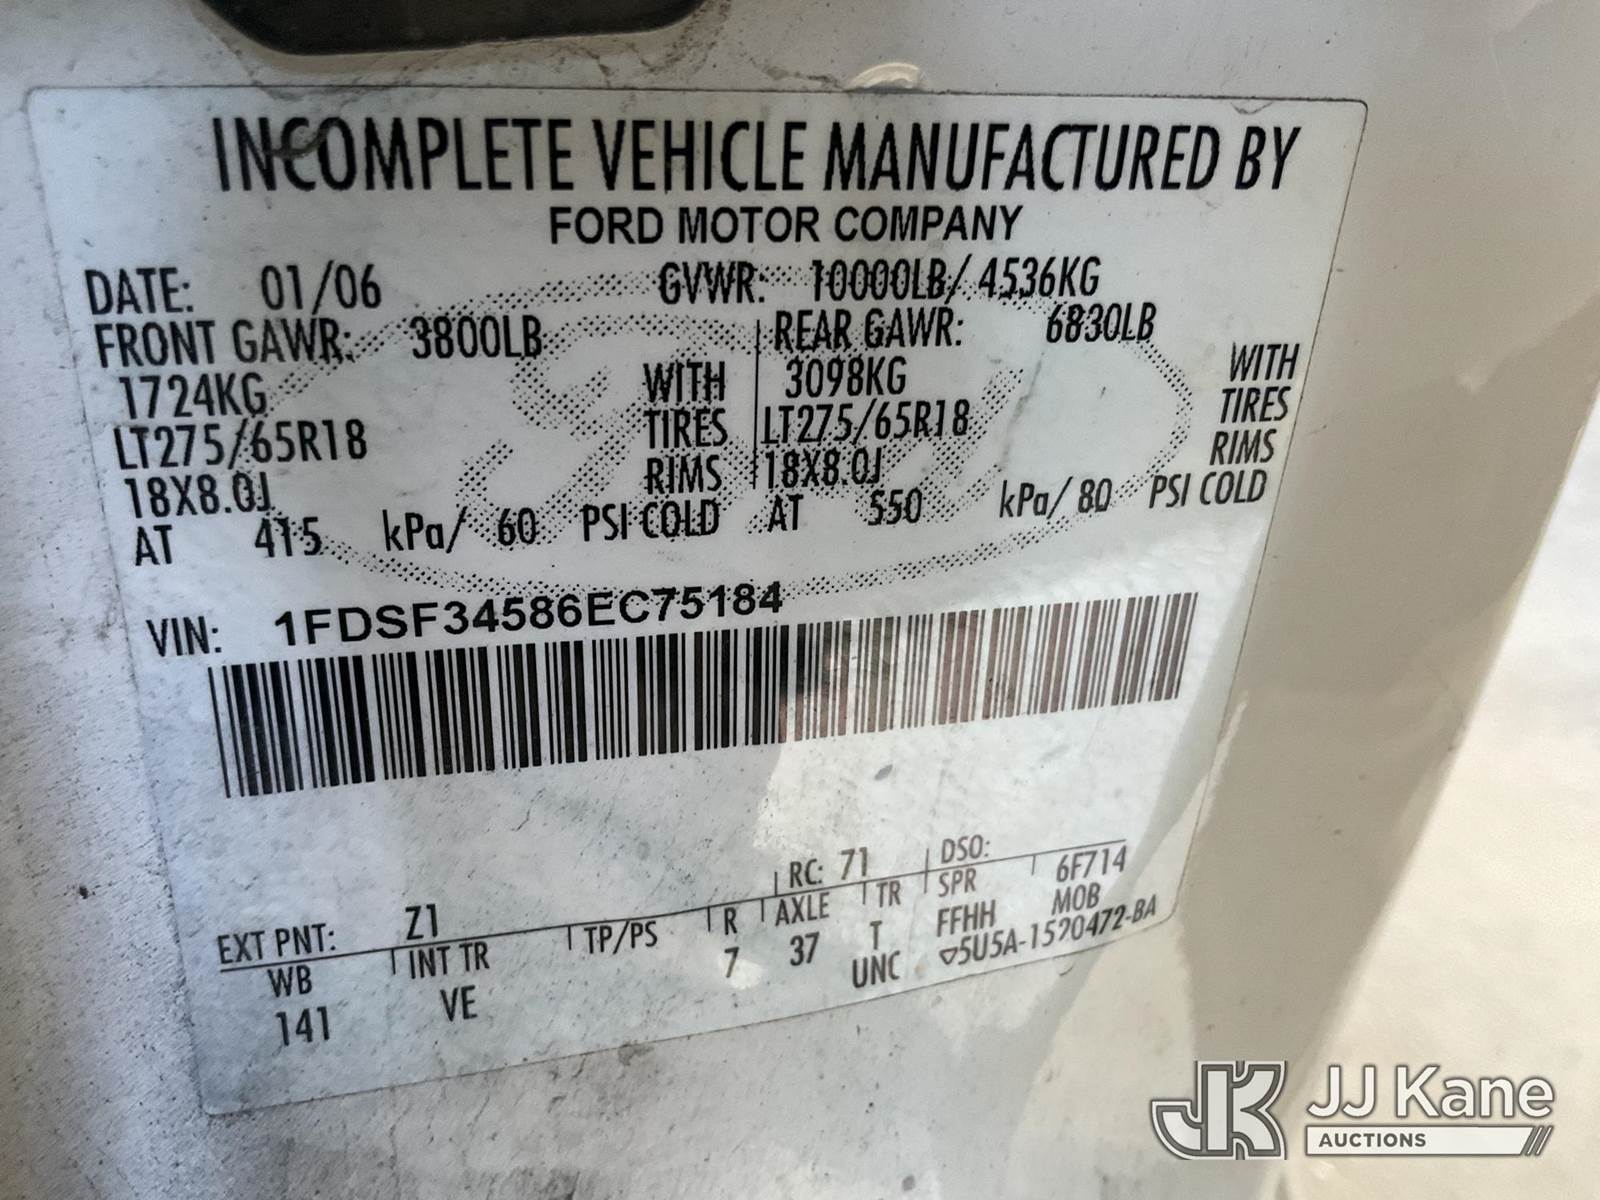 INCOMPLETE VEHICLE MANUFACTURED BY
FORD MOTOR COMPANY
DATE: 01/06 GVWR: 10000LB/ 4536KG
FRONT GAWR: 3800LB REAR GAWR: 6830LB
1724KG WITH 3098KG WITH
LT275/65R18 TIRES LT275/65R18 TIRES
18X8.0J RIMS 18X8.0J RIMS
AT 415 kPa/ 60 PSI COLD AT 550 kPa/ 80 PSI COLD
VIN: 1FDSF34586EC75184
EXT PNT: Z1 RC: 71 DSO: 6F714
WB INT TR TP/PS R AXLE TR SPR MOB
141 VE 7 37 T FFHH
UNC 5U5A-1520472-BA
JK JJ Kane
AUCTIONS